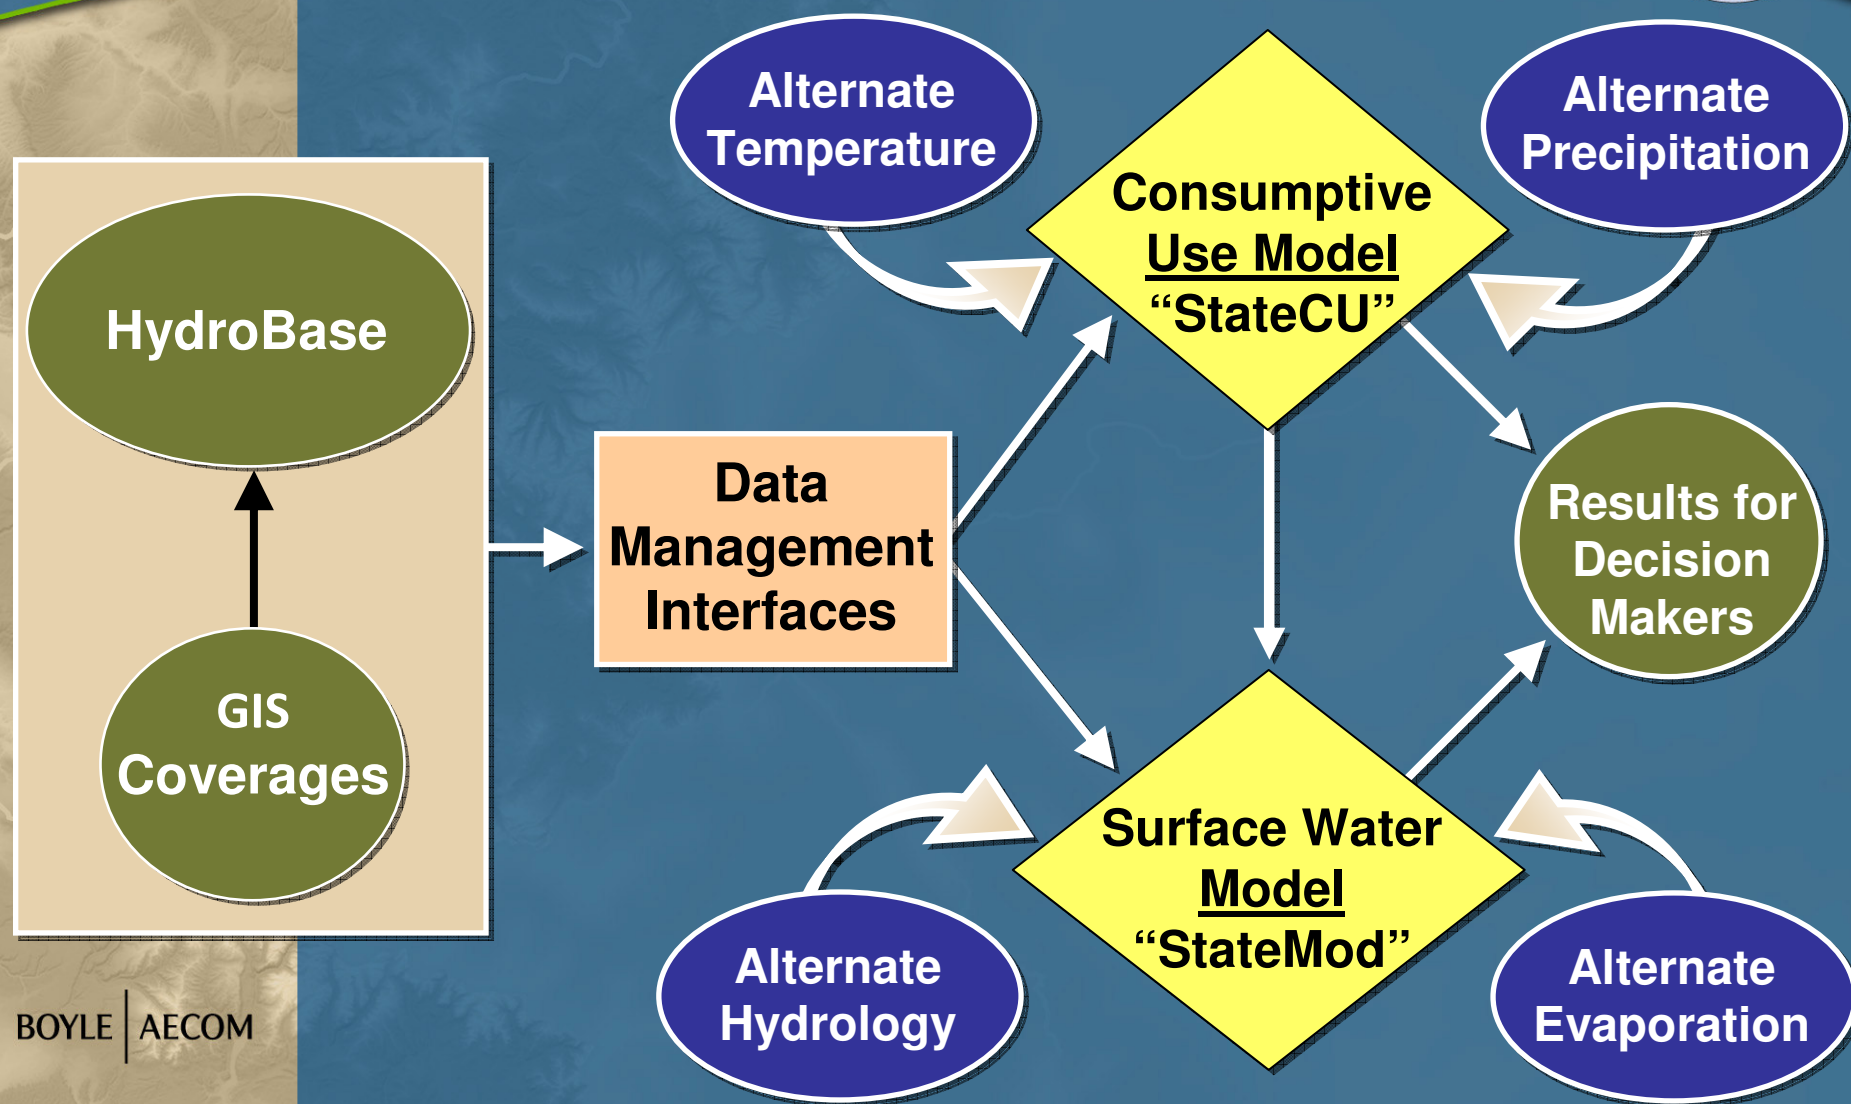 Alternate
Temperature
Consumptive
Use Model
“StateCU”
Alternate
Precipitation
HydroBase
GIS
Coverages
Data
Management
Interfaces
Results for
Decision
Makers
Surface Water
Model
“StateMod”
Alternate
Hydrology
Alternate
Evaporation
BOYLE | AECOM